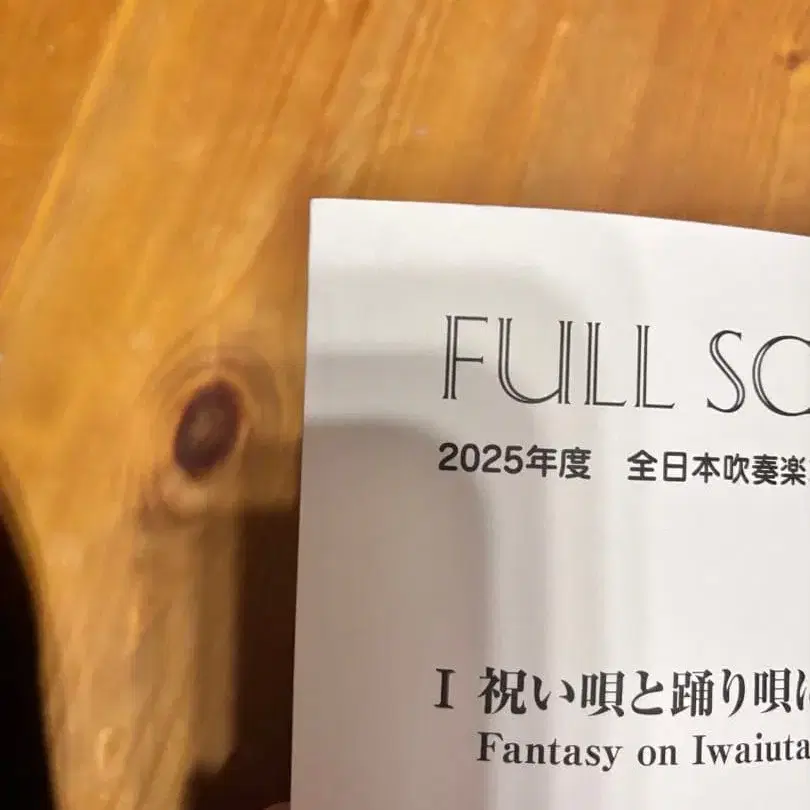 FULL SC
2025年度 全日本吹奏楽
I 祝い唄と踊り唄に
Fantasy on Iwaiuta